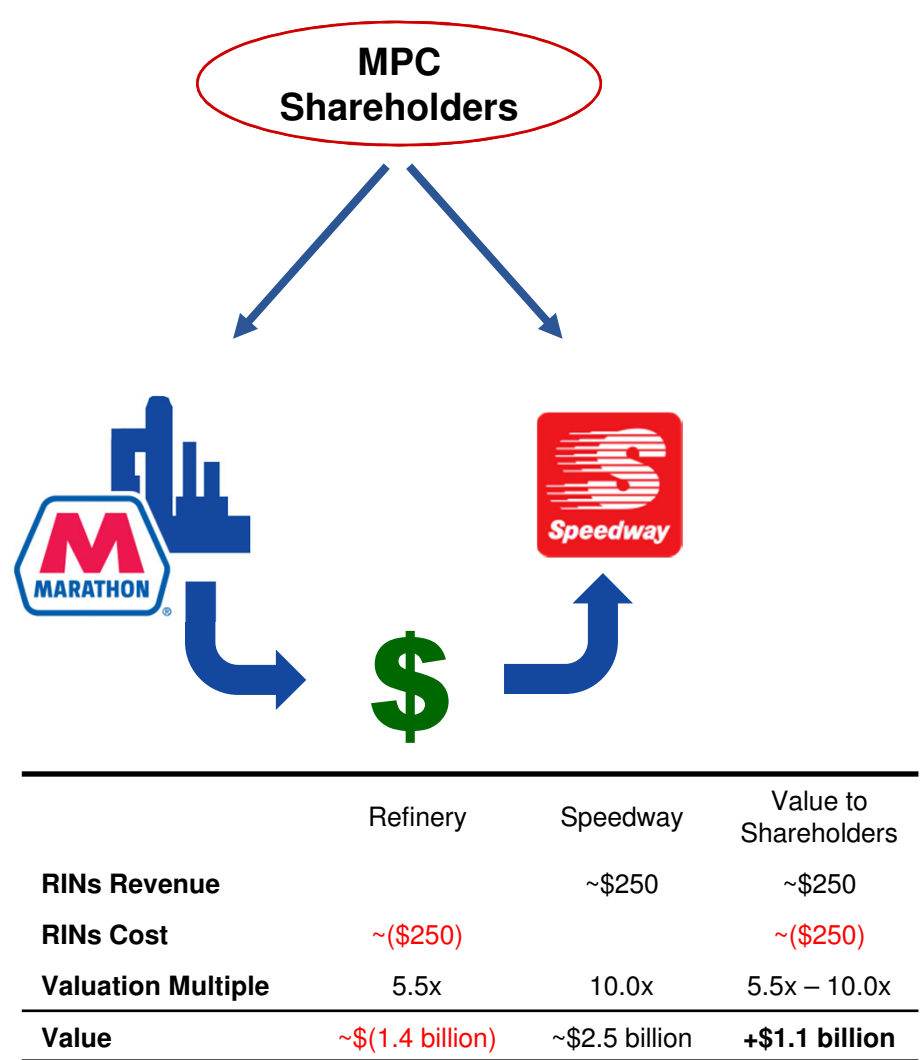 MPC
Shareholders
MARATHON
®
S
Speedway
$
Refinery Speedway Value to Shareholders
RINs Revenue ~$250 ~$250
RINs Cost ~($250) ~($250)
Valuation Multiple 5.5x 10.0x 5.5x – 10.0x
Value ~$(1.4 billion) ~$2.5 billion +$1.1 billion